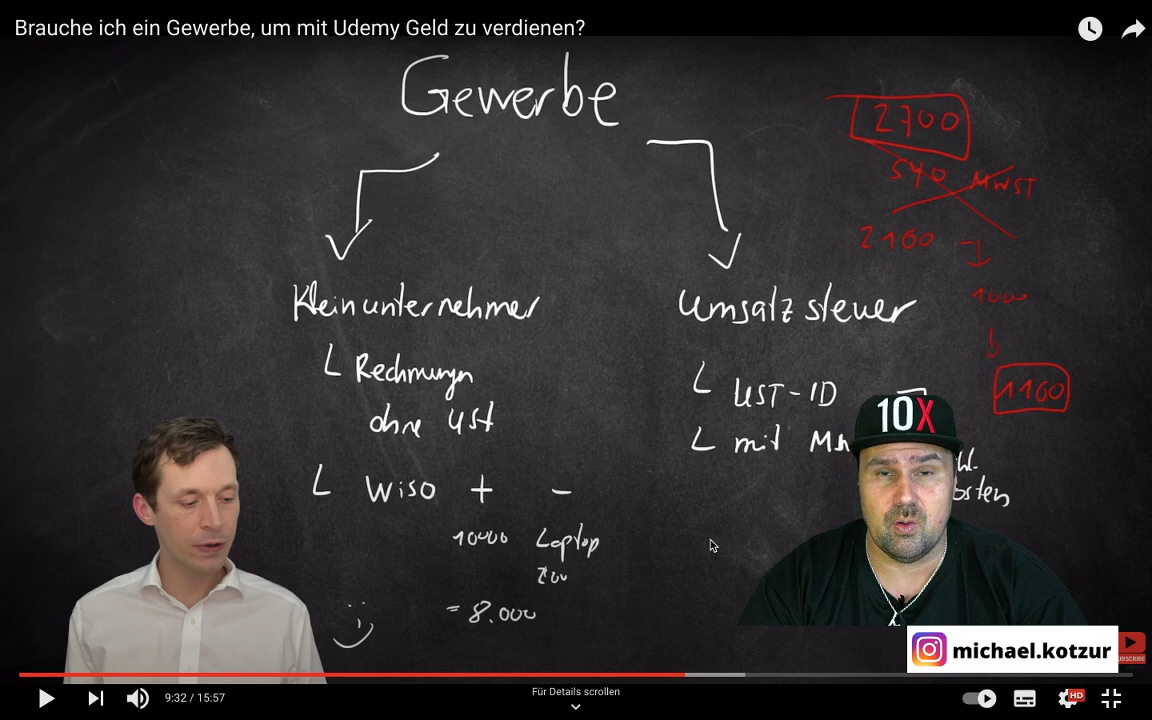 Brauche ich ein Gewerbe, um mit Udemy Geld zu verdienen?
Gewerbe
2700
540 MWST
2160
1000
1160
Kleinunternehmer
Rechnungen
ohne USt
Wiso + -
10000 Laptop
= 8.000
Umsatzsteuer
UST-ID
mit
10X
michael.kotzur
SUBSCRIBE
9:32 / 15:57
Für Details scrollen
HD